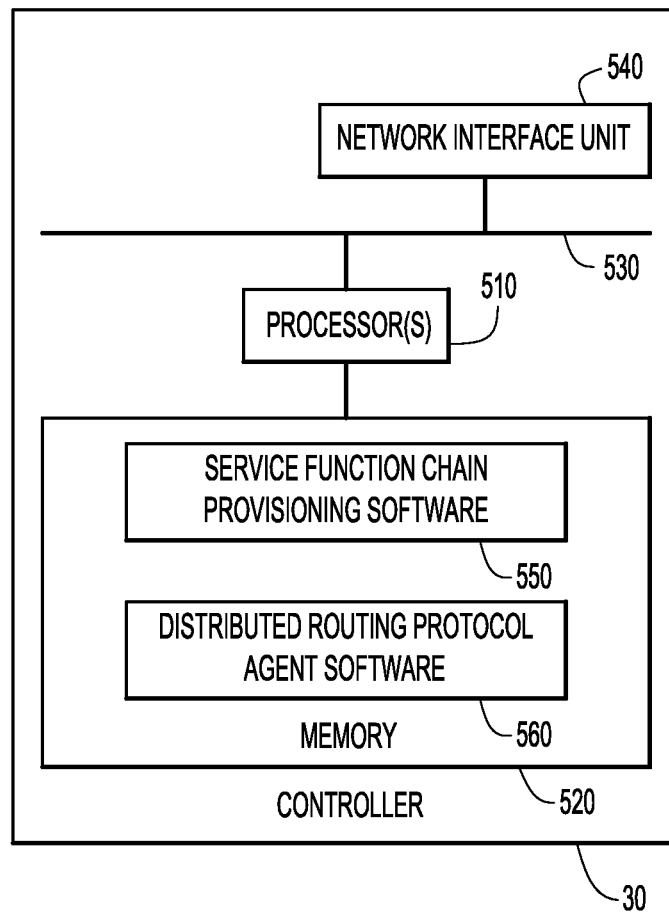 540
NETWORK INTERFACE UNIT
530
510
PROCESSOR(S)
SERVICE FUNCTION CHAIN
PROVISIONING SOFTWARE
550
DISTRIBUTED ROUTING PROTOCOL
AGENT SOFTWARE
560
MEMORY
520
CONTROLLER
30